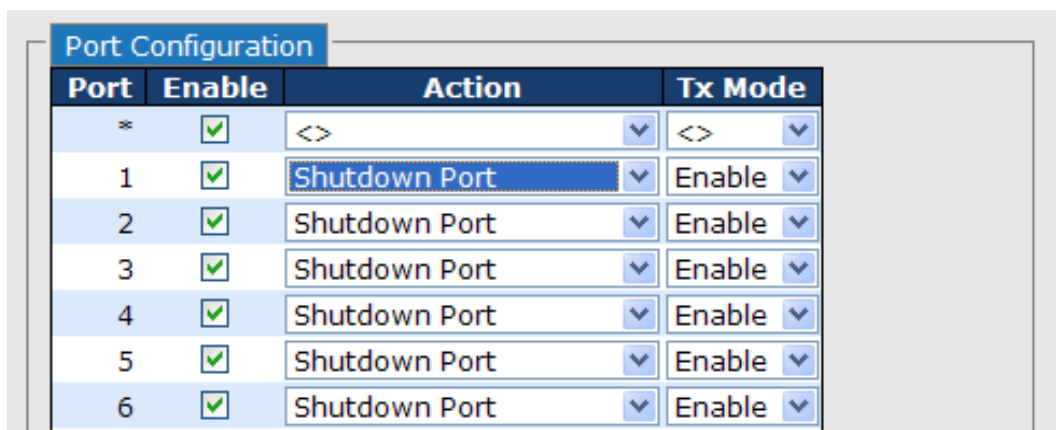 Port Configuration
Port Enable Action Tx Mode
* <> <>
1 Shutdown Port Enable
2 Shutdown Port Enable
3 Shutdown Port Enable
4 Shutdown Port Enable
5 Shutdown Port Enable
6 Shutdown Port Enable